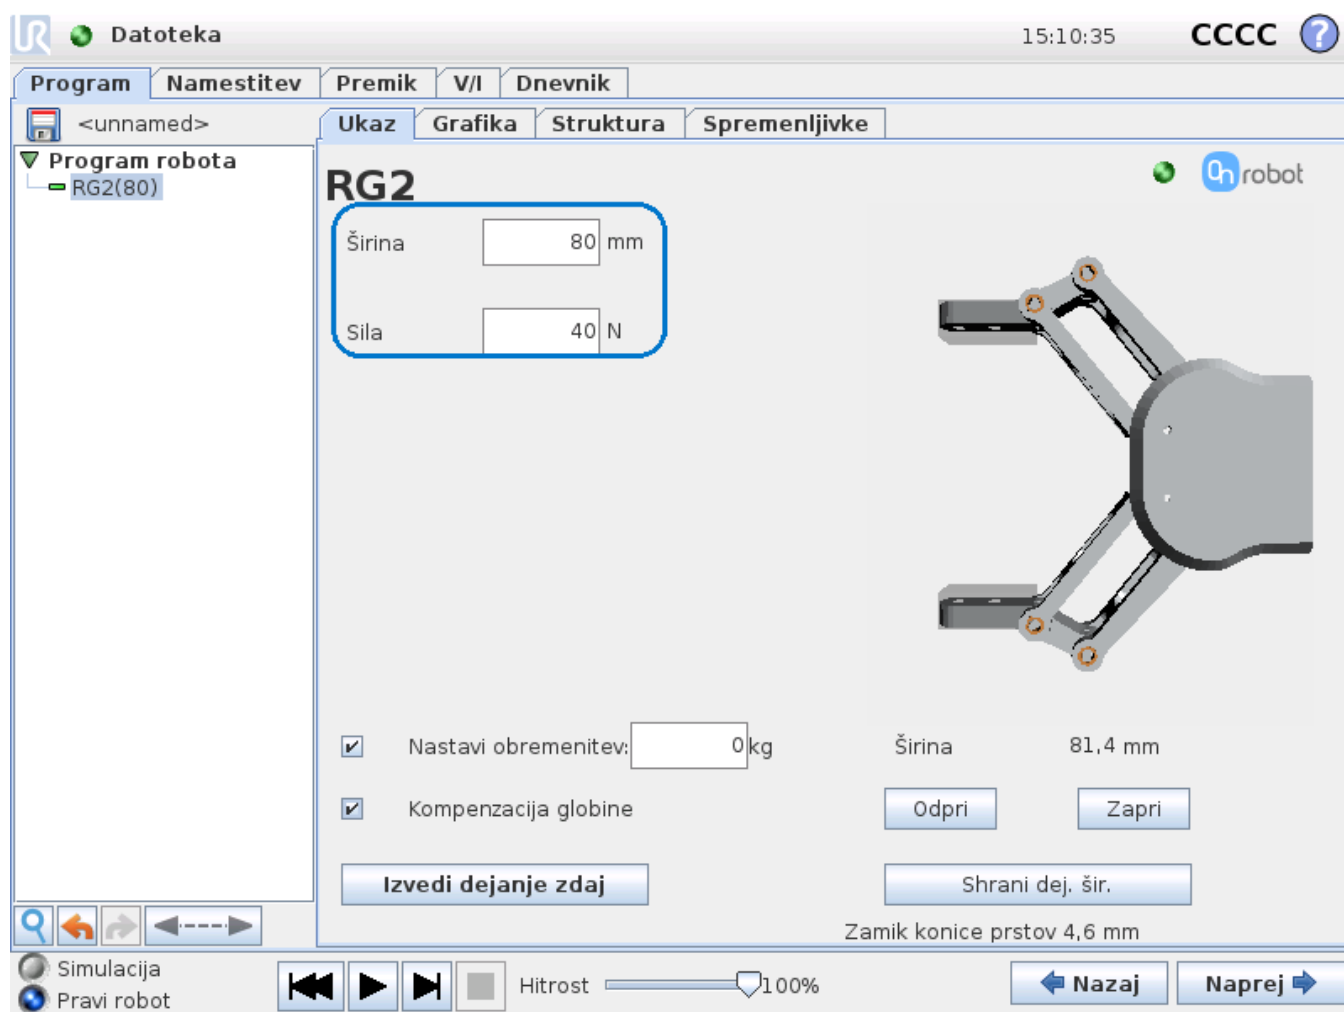 UR Datoteka 15:10:35 CCCC ?
Program Namestitev Premik V/I Dnevnik
<unnamed> Ukaz Grafika Struktura Spremenljivke
Program robota
RG2(80)
RG2
On robot
Širina 80 mm
Sila 40 N
Nastavi obremenitev: 0 kg Širina 81,4 mm
Kompenzacija globine Odpri Zapri
Izvedi dejanje zdaj Shrani dej. šir.
Zamik konice prstov 4,6 mm
Simulacija
Pravi robot
Hitrost 100% Nazaj Naprej